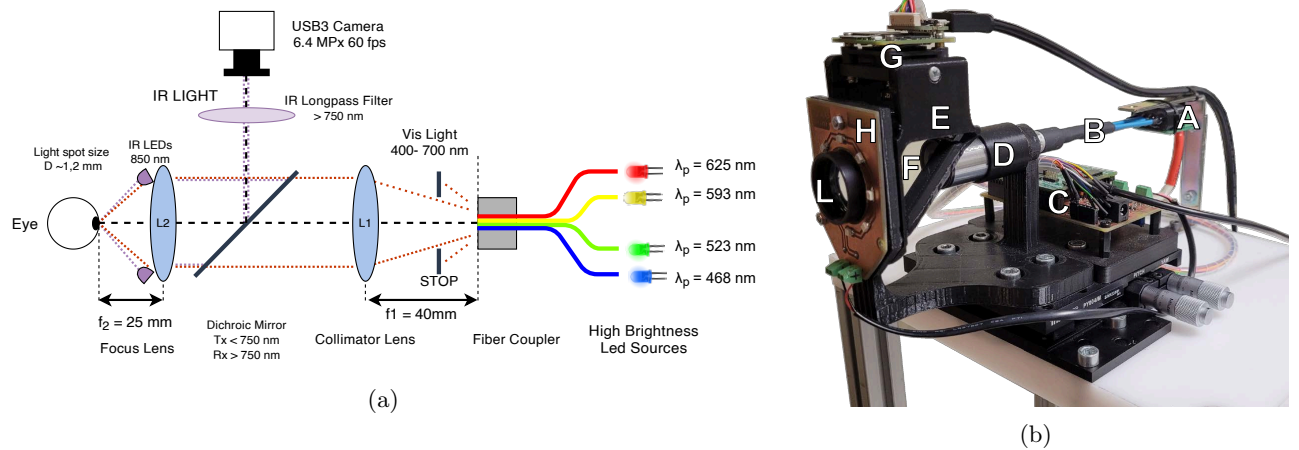 USB3 Camera
6.4 MPx 60 fps
IR LIGHT
IR Longpass Filter
> 750 nm
Vis Light
400- 700 nm
Light spot size
D ~1,2 mm
IR LEDs
850 nm
λp = 625 nm
λp = 593 nm
λp = 523 nm
λp = 468 nm
Eye
L2
L1
STOP
f2 = 25 mm
Focus Lens
Dichroic Mirror
Tx < 750 nm
Rx > 750 nm
f1 = 40mm
Collimator Lens
Fiber Coupler
High Brightness
Led Sources
(a)
G
H
E
F
D
B
A
L
C
(b)